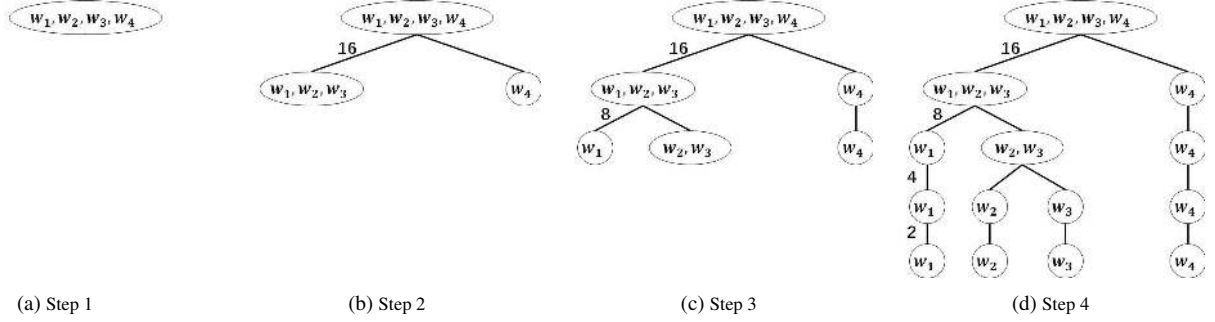 w₁, w₂, w₃, w₄ w₁, w₂, w₃, w₄ w₁, w₂, w₃, w₄ w₁, w₂, w₃, w₄
16 16 16
w₁, w₂, w₃ w₄ w₁, w₂, w₃ w₄ w₁, w₂, w₃ w₄
8 8
w₁ w₂, w₃ w₄ w₁ w₂, w₃ w₄
4
w₁ w₂ w₃ w₄
2
w₁ w₂ w₃ w₄
(a) Step 1 (b) Step 2 (c) Step 3 (d) Step 4